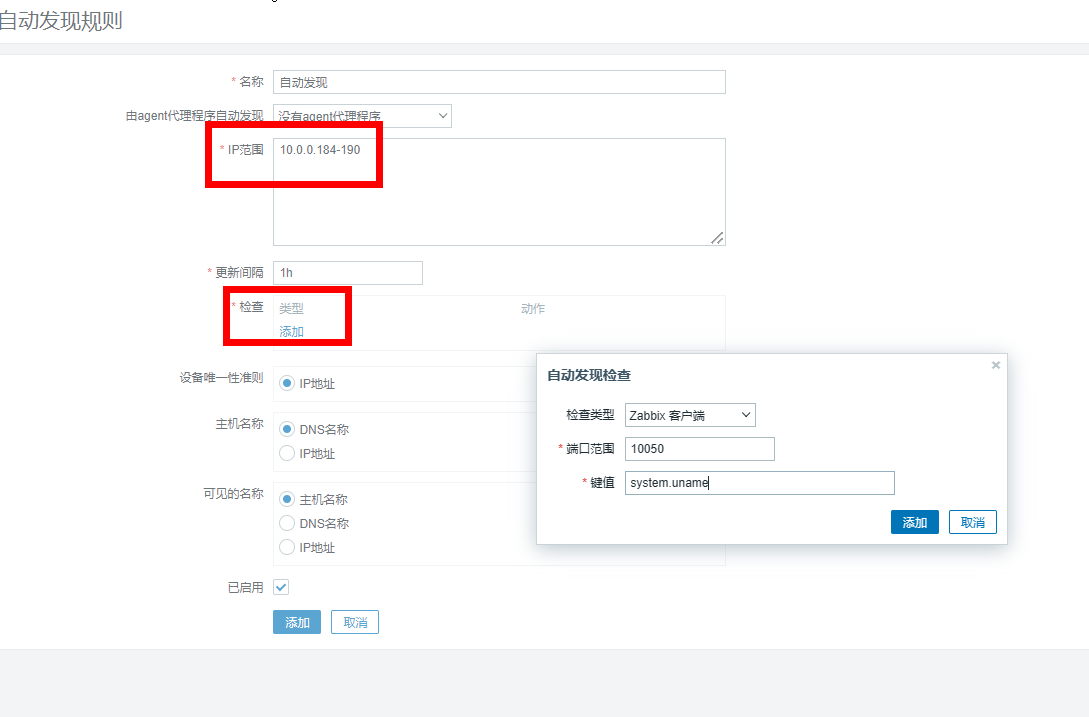 自动发现规则
* 名称 自动发现
由agent代理程序自动发现 没有agent代理程序
* IP范围 10.0.0.184-190
* 更新间隔 1h
* 检查 类型 动作
添加
设备唯一性准则 IP地址
主机名称 DNS名称
IP地址
可见的名称 主机名称
DNS名称
IP地址
已启用
添加 取消
自动发现检查
检查类型 Zabbix 客户端
* 端口范围 10050
* 键值 system.uname
添加 取消